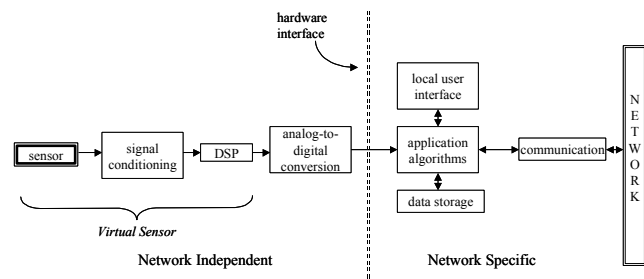 hardware
interface
local user
interface
sensor
signal
conditioning
DSP
analog-to-
digital
conversion
application
algorithms
communication
NETWORK
data storage
Virtual Sensor
Network Independent
Network Specific